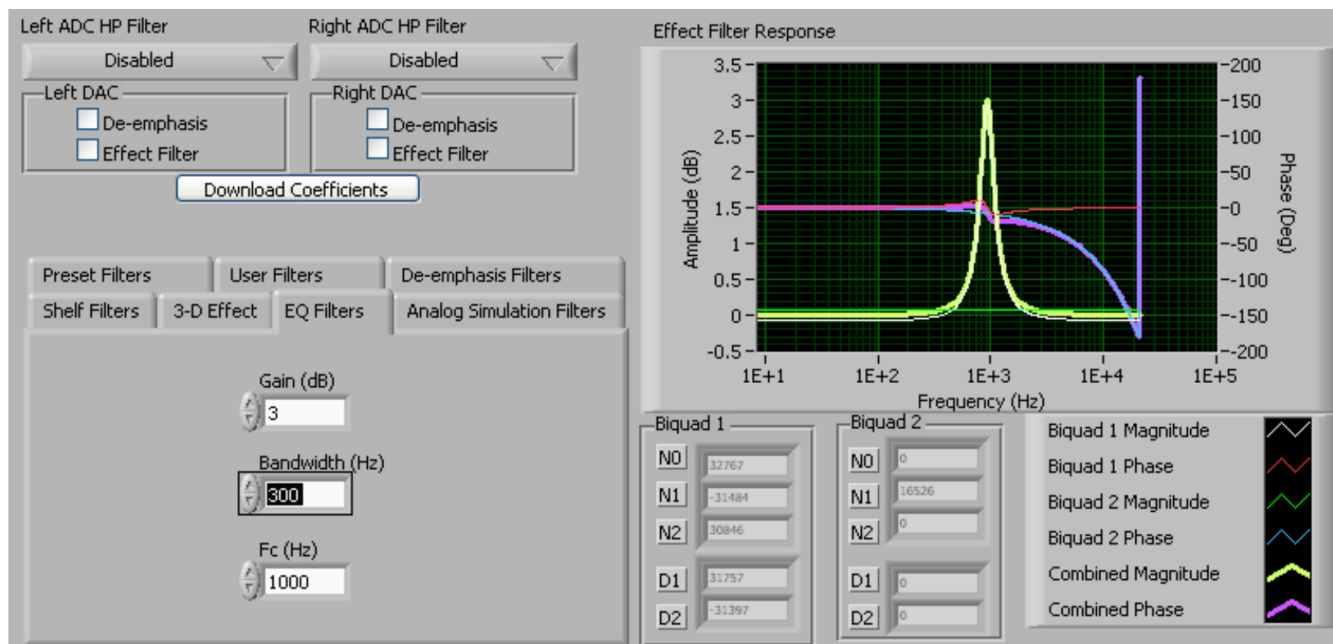 Left ADC HP Filter
Right ADC HP Filter
Disabled
Disabled
Left DAC
De-emphasis
Effect Filter
Right DAC
De-emphasis
Effect Filter
Download Coefficients
Preset Filters
User Filters
De-emphasis Filters
Shelf Filters
3-D Effect
EQ Filters
Analog Simulation Filters
Gain (dB)
3
Bandwidth (Hz)
300
Fc (Hz)
1000
Effect Filter Response
Amplitude (dB)
3.5
3
2.5
2
1.5
1
0.5
0
-0.5
200
150
100
50
0
-50
-100
-150
-200
Phase (Deg)
1E+1
1E+2
1E+3
1E+4
1E+5
Frequency (Hz)
Biquad 1
N0 32767
N1 -31484
N2 30846
D1 31757
D2 -31397
Biquad 2
N0 0
N1 16526
N2 0
D1 0
D2 0
Biquad 1 Magnitude
Biquad 1 Phase
Biquad 2 Magnitude
Biquad 2 Phase
Combined Magnitude
Combined Phase